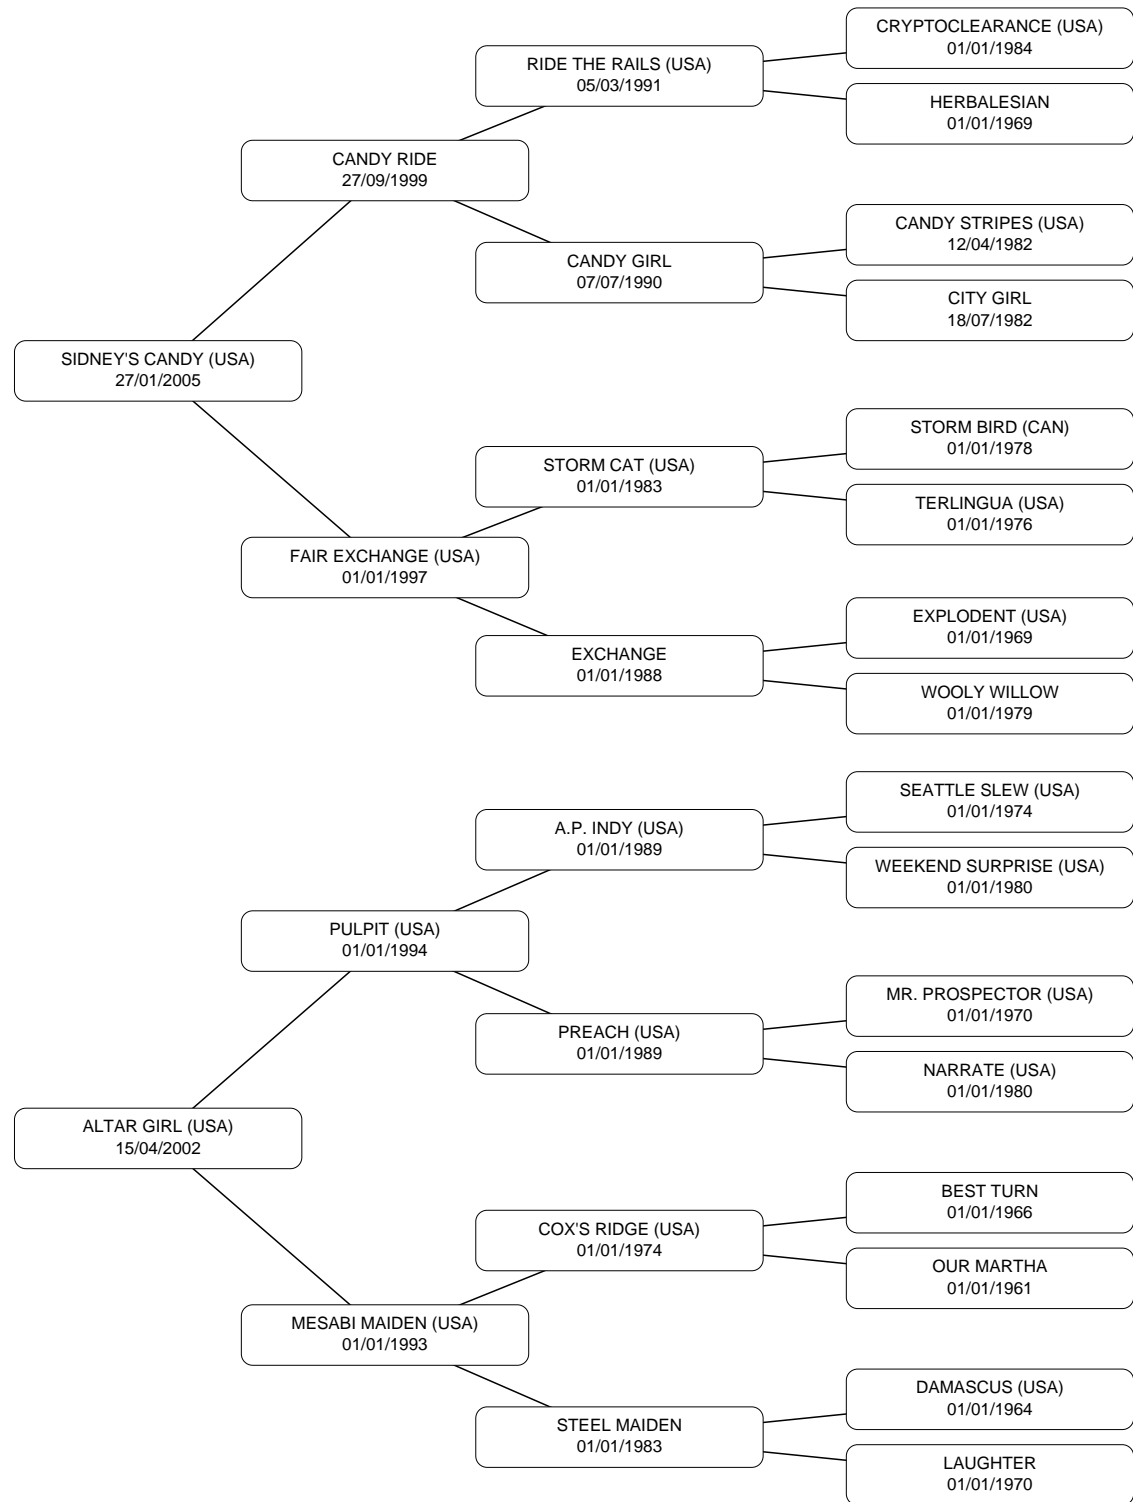 CRYPTOCLEARANCE (USA)
01/01/1984
RIDE THE RAILS (USA)
05/03/1991
HERBALESIAN
01/01/1969
CANDY RIDE
27/09/1999
CANDY STRIPES (USA)
12/04/1982
CANDY GIRL
07/07/1990
CITY GIRL
18/07/1982
SIDNEY'S CANDY (USA)
27/01/2005
STORM BIRD (CAN)
01/01/1978
STORM CAT (USA)
01/01/1983
TERLINGUA (USA)
01/01/1976
FAIR EXCHANGE (USA)
01/01/1997
EXPLODENT (USA)
01/01/1969
EXCHANGE
01/01/1988
WOOLY WILLOW
01/01/1979
SEATTLE SLEW (USA)
01/01/1974
A.P. INDY (USA)
01/01/1989
WEEKEND SURPRISE (USA)
01/01/1980
PULPIT (USA)
01/01/1994
MR. PROSPECTOR (USA)
01/01/1970
PREACH (USA)
01/01/1989
NARRATE (USA)
01/01/1980
ALTAR GIRL (USA)
15/04/2002
BEST TURN
01/01/1966
COX'S RIDGE (USA)
01/01/1974
OUR MARTHA
01/01/1961
MESABI MAIDEN (USA)
01/01/1993
DAMASCUS (USA)
01/01/1964
STEEL MAIDEN
01/01/1983
LAUGHTER
01/01/1970